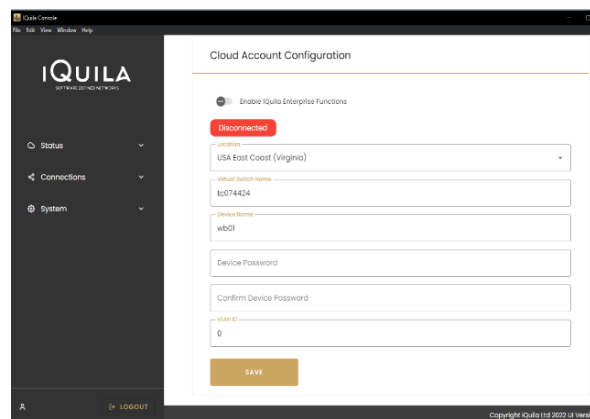 iQuila Console
File Edit View Window Help
IQUILA
SOFTWARE DEFINED NETWORKS
Status
Connections
System
LOGOUT
Cloud Account Configuration
Enable iQuila Enterprise Functions
Disconnected
Location
USA East Coast (Virginia)
Virtual Switch Name
tc074424
Device Name
wb01
Device Password
Confirm Device Password
VLAN ID
0
SAVE
Copyright iQuila Ltd 2022 UI Versi